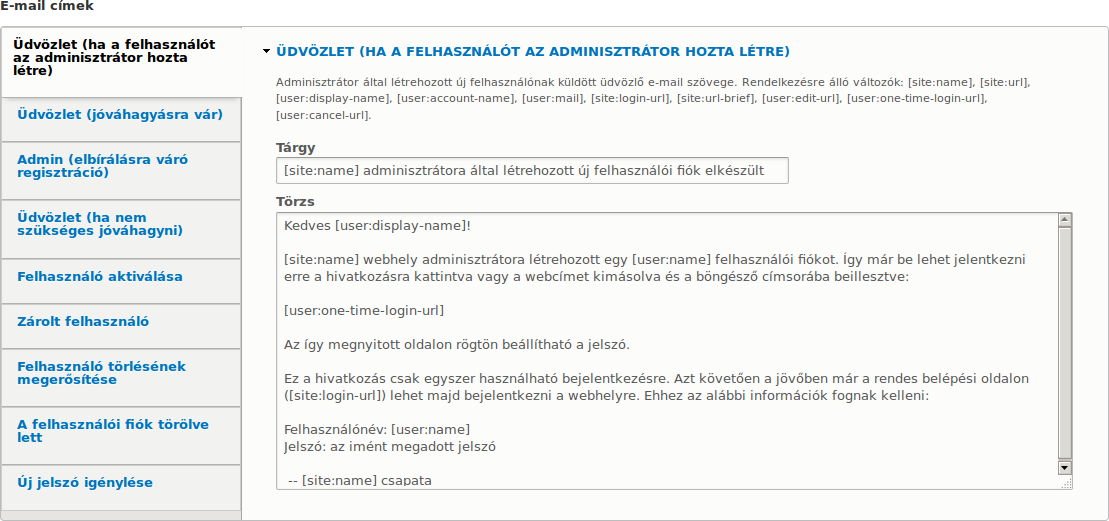 E-mail címek
Üdvözlet (ha a felhasználót
az adminisztrátor hozta
létre)
Üdvözlet (jóváhagyásra vár)
Admin (elbírálásra váró
regisztráció)
Üdvözlet (ha nem
szükséges jóváhagyni)
Felhasználó aktiválása
Zárolt felhasználó
Felhasználó törlésének
megerősítése
A felhasználói fiók törölve
lett
Új jelszó igénylése
ÜDVÖZLET (HA A FELHASZNÁLÓT AZ ADMINISZTRÁTOR HOZTA LÉTRE)
Adminisztrátor által létrehozott új felhasználónak küldött üdvözlő e-mail szövege. Rendelkezésre álló változók: [site:name], [site:url],
[user:display-name], [user:account-name], [user:mail], [site:login-url], [site:url-brief], [user:edit-url], [user:one-time-login-url],
[user:cancel-url].
Tárgy
[site:name] adminisztrátora által létrehozott új felhasználói fiók elkészült
Törzs
Kedves [user:display-name]!
[site:name] webhely adminisztrátora létrehozott egy [user:name] felhasználói fiókot. Így már be lehet jelentkezni
erre a hivatkozásra kattintva vagy a webcímet kimásolva és a böngésző címsorába beillesztve:
[user:one-time-login-url]
Az így megnyitott oldalon rögtön beállítható a jelszó.
Ez a hivatkozás csak egyszer használható bejelentkezésre. Azt követően a jövőben már a rendes belépési oldalon
([site:login-url]) lehet majd bejelentkezni a webhelyre. Ehhez az alábbi információk fognak kelleni:
Felhasználónév: [user:name]
Jelszó: az imént megadott jelszó
-- [site:name] csapata